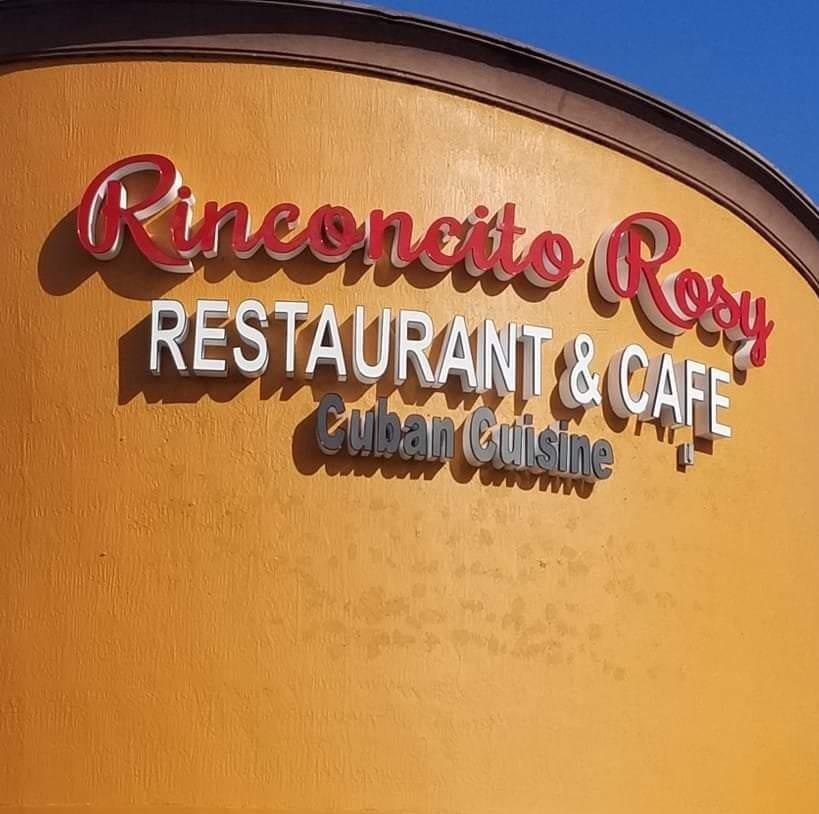 Rinconcito Rosy
RESTAURANT & CAFE
Cuban Cuisine